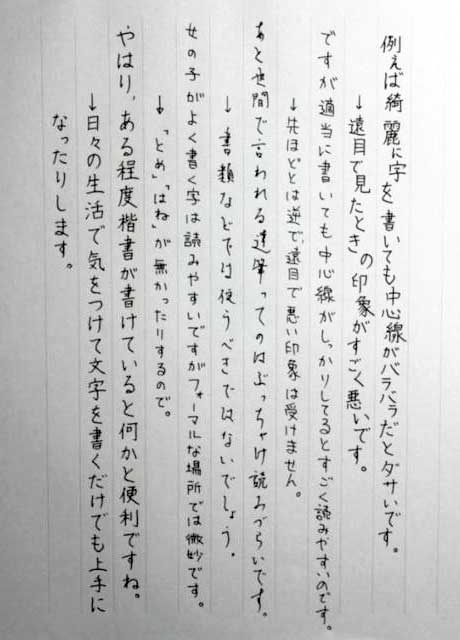 例えば綺麗に字を書いても中心線がバラバラだとダサいです。
↓遠目で見たときの印象がすごく悪いです。
ですが適当に書いても中心線がしっかりしてるとすごく読みやすいのです。
↓先ほどとは逆で、遠目で悪い印象は受けません。
あと世間で言われる達筆ってのはぶっちゃけ読みづらいです。
↓書類などでは使うべきではないでしょう。
女の子がよく書く字は読みやすいですがフォーマルな場所では微妙です。
↓「とめ」「はね」が無かったりするので。
やはり、ある程度楷書が書けていると何かと便利ですね。
↓日々の生活で気をつけて文字を書くだけでも上手に
なったりします。